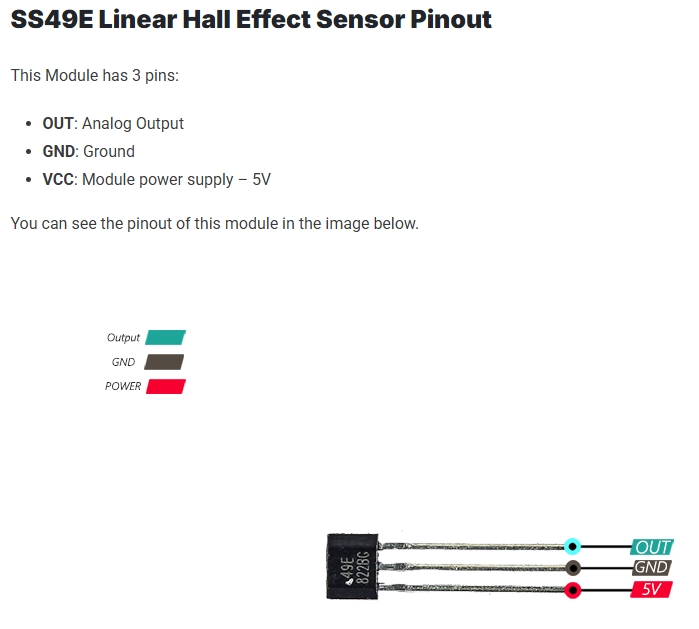 SS49E Linear Hall Effect Sensor Pinout
This Module has 3 pins:
OUT: Analog Output
GND: Ground
VCC: Module power supply – 5V
You can see the pinout of this module in the image below.
Output
GND
POWER
OUT
GND
5V
49E
822BG